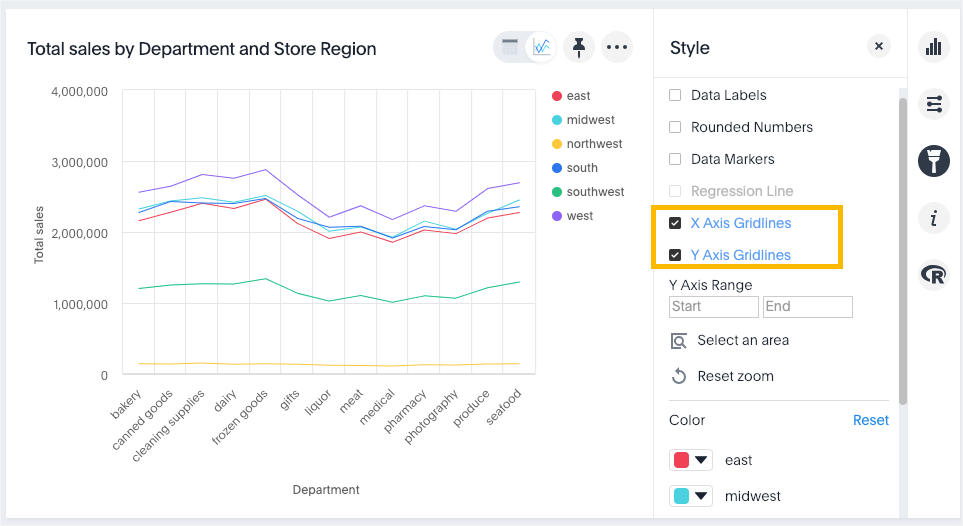 Total sales by Department and Store Region
4,000,000
3,000,000
2,000,000
1,000,000
0
Total sales
bakery
canned goods
cleaning supplies
dairy
frozen goods
gifts
liquor
meat
medical
pharmacy
photography
produce
seafood
Department
east
midwest
northwest
south
southwest
west
Style
Data Labels
Rounded Numbers
Data Markers
Regression Line
X Axis Gridlines
Y Axis Gridlines
Y Axis Range
Start End
Select an area
Reset zoom
Color Reset
east
midwest
i
R